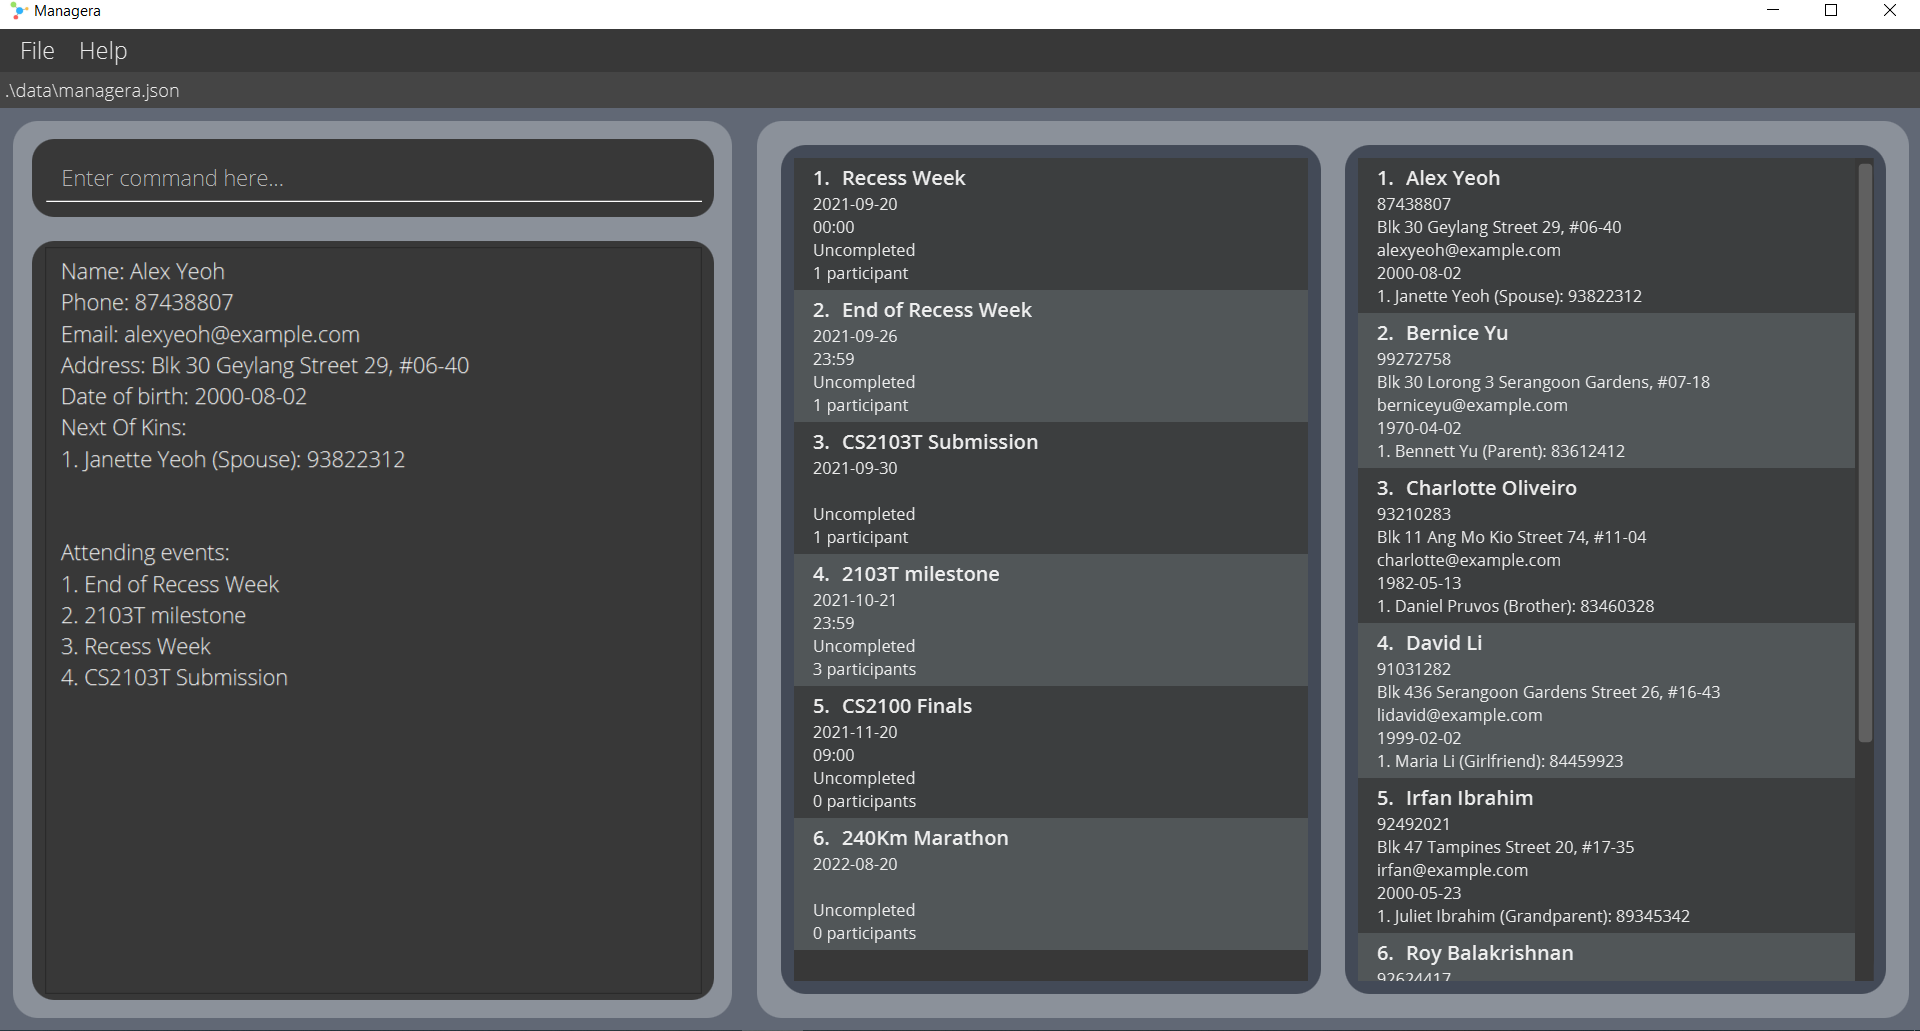 Managera
File Help
.\data\managera.json
Enter command here...
Name: Alex Yeoh
Phone: 87438807
Email: alexyeoh@example.com
Address: Blk 30 Geylang Street 29, #06-40
Date of birth: 2000-08-02
Next Of Kins:
1. Janette Yeoh (Spouse): 93822312
Attending events:
1. End of Recess Week
2. 2103T milestone
3. Recess Week
4. CS2103T Submission
1. Recess Week
2021-09-20
00:00
Uncompleted
1 participant
2. End of Recess Week
2021-09-26
23:59
Uncompleted
1 participant
3. CS2103T Submission
2021-09-30
Uncompleted
1 participant
4. 2103T milestone
2021-10-21
23:59
Uncompleted
3 participants
5. CS2100 Finals
2021-11-20
09:00
Uncompleted
0 participants
6. 240Km Marathon
2022-08-20
Uncompleted
0 participants
1. Alex Yeoh
87438807
Blk 30 Geylang Street 29, #06-40
alexyeoh@example.com
2000-08-02
1. Janette Yeoh (Spouse): 93822312
2. Bernice Yu
99272758
Blk 30 Lorong 3 Serangoon Gardens, #07-18
berniceyu@example.com
1970-04-02
1. Bennett Yu (Parent): 83612412
3. Charlotte Oliveiro
93210283
Blk 11 Ang Mo Kio Street 74, #11-04
charlotte@example.com
1982-05-13
1. Daniel Pruvos (Brother): 83460328
4. David Li
91031282
Blk 436 Serangoon Gardens Street 26, #16-43
lidavid@example.com
1999-02-02
1. Maria Li (Girlfriend): 84459923
5. Irfan Ibrahim
92492021
Blk 47 Tampines Street 20, #17-35
irfan@example.com
2000-05-23
1. Juliet Ibrahim (Grandparent): 89345342
6. Roy Balakrishnan
92624417